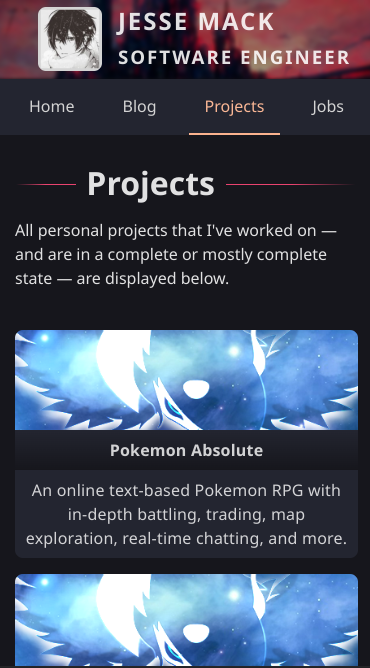 JESSE MACK
SOFTWARE ENGINEER
Home Blog Projects Jobs
Projects
All personal projects that I've worked on —
and are in a complete or mostly complete
state — are displayed below.
Pokemon Absolute
An online text-based Pokemon RPG with
in-depth battling, trading, map
exploration, real-time chatting, and more.